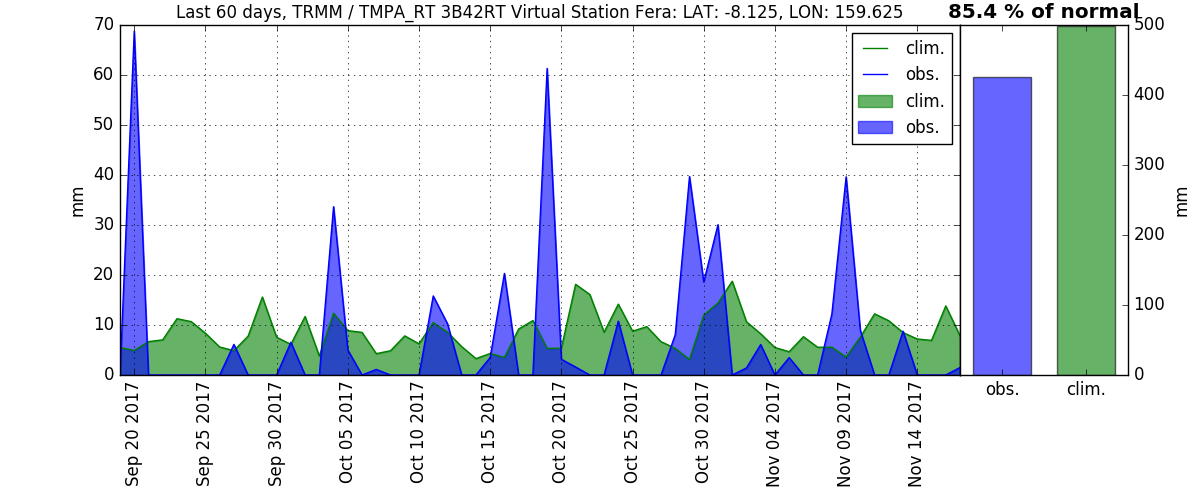 Last 60 days, TRMM / TMPA_RT 3B42RT Virtual Station Fera: LAT: -8.125, LON: 159.625
85.4 % of normal
70
60
50
40
30
20
10
0
mm
clim.
obs.
clim.
obs.
500
400
300
200
100
0
mm
obs.
clim.
Sep 20 2017
Sep 25 2017
Sep 30 2017
Oct 05 2017
Oct 10 2017
Oct 15 2017
Oct 20 2017
Oct 25 2017
Oct 30 2017
Nov 04 2017
Nov 09 2017
Nov 14 2017